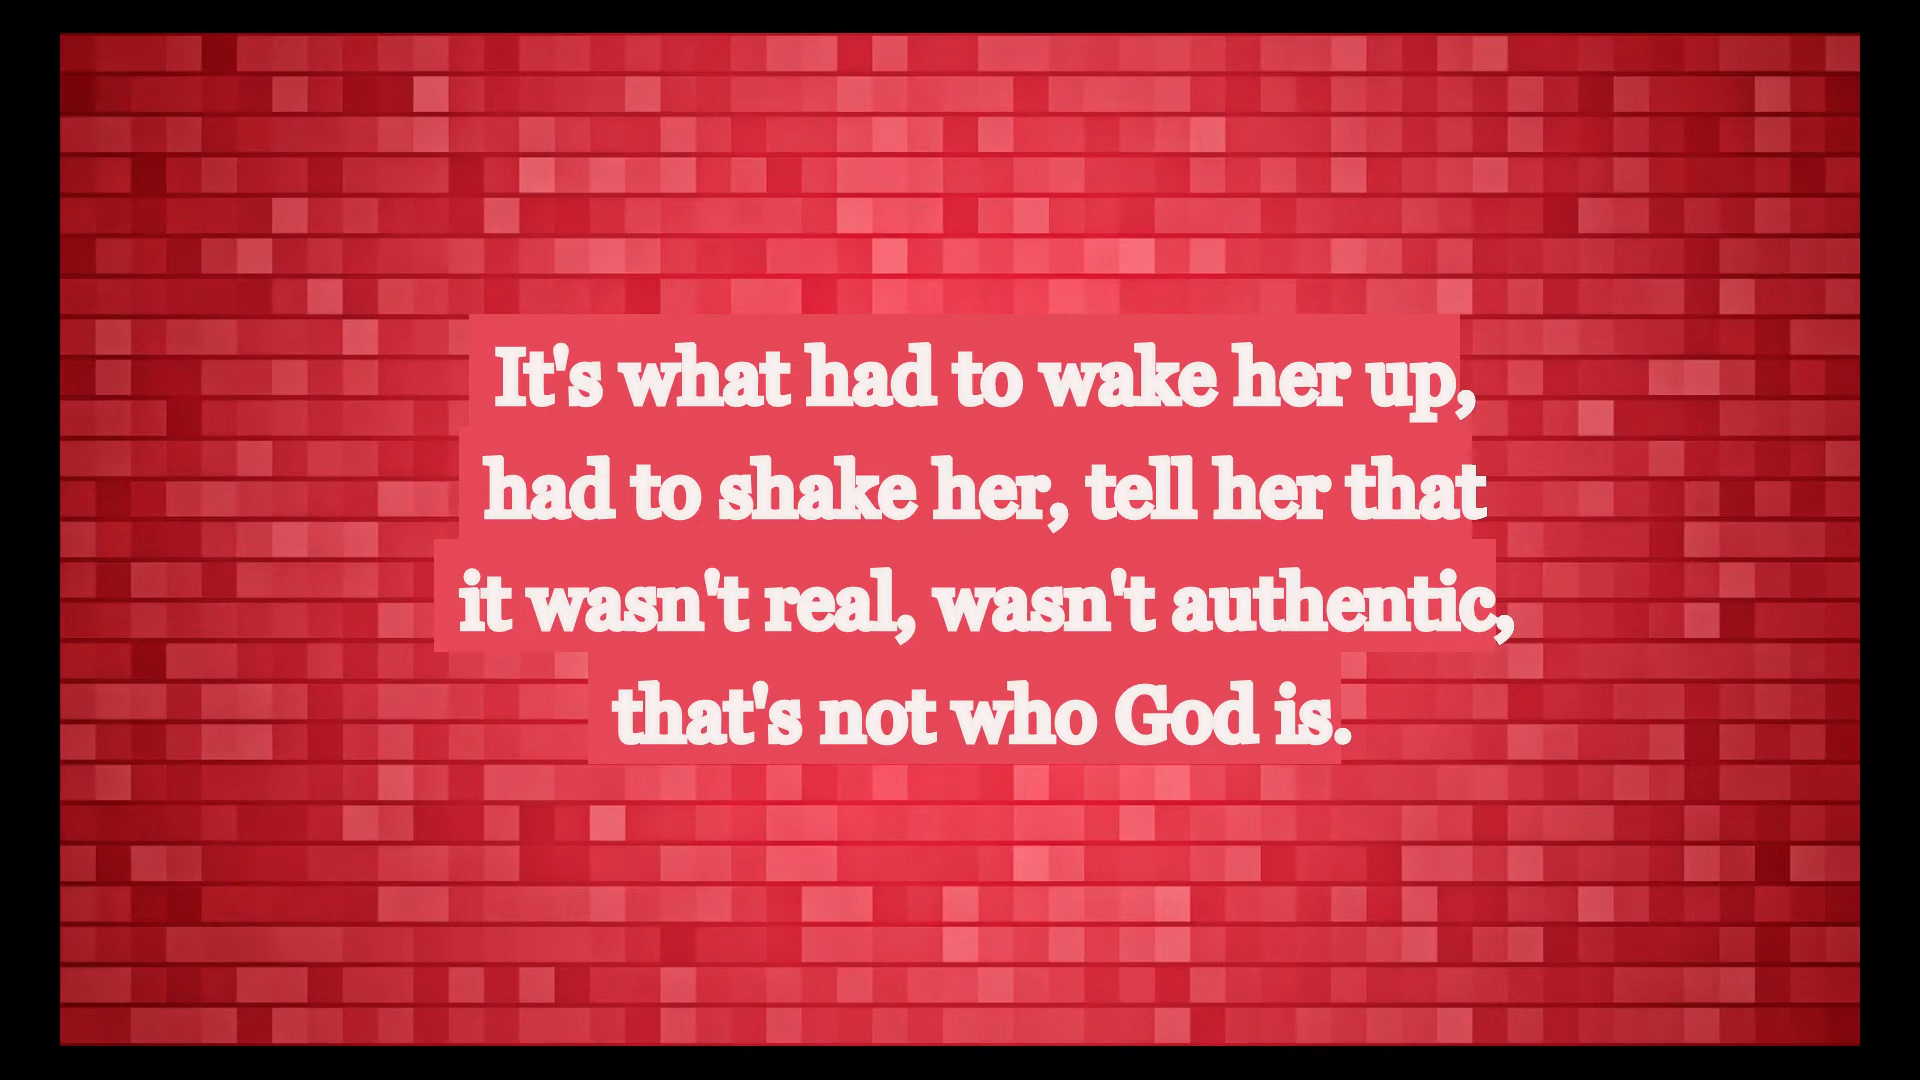 It's what had to wake her up,
had to shake her, tell her that
it wasn't real, wasn't authentic,
that's not who God is.